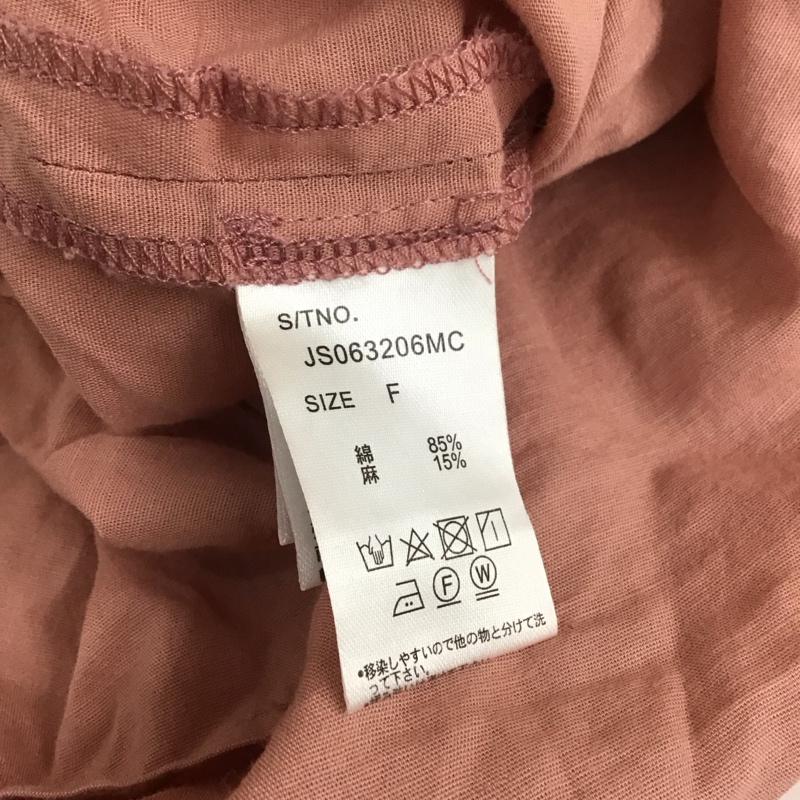 S/TNO.
JS063206MC
SIZE F
綿 85%
麻 15%
F W
•移染しやすいので他の物と分けて洗
って下さい。